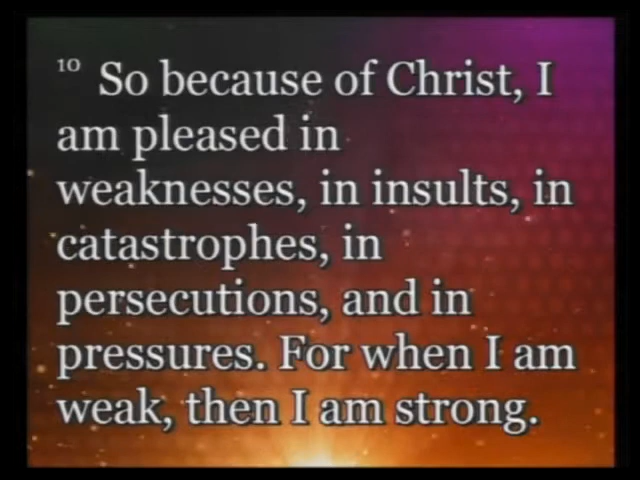 10 So because of Christ, I
am pleased in
weaknesses, in insults, in
catastrophes, in
persecutions, and in
pressures. For when I am
weak, then I am strong.